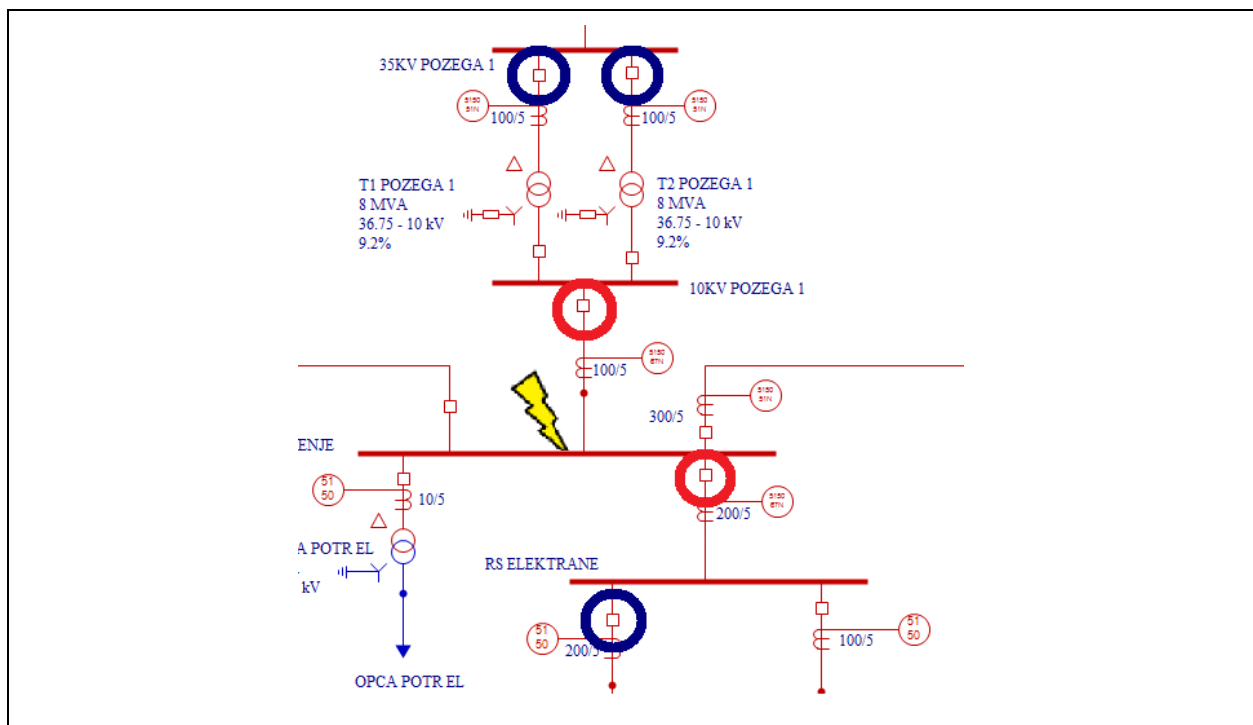 35KV POZEGA 1
5150
51N
100/5
100/5
5150
51N
T1 POZEGA 1
8 MVA
36.75 - 10 kV
9.2%
T2 POZEGA 1
8 MVA
36.75 - 10 kV
9.2%
10KV POZEGA 1
100/5
5150
67N
300/5
5150
51N
ENJE
51
50
10/5
200/5
5150
67N
A POTR EL
kV
RS ELEKTRANE
51
50
200/5
100/5
51
50
OPCA POTR EL